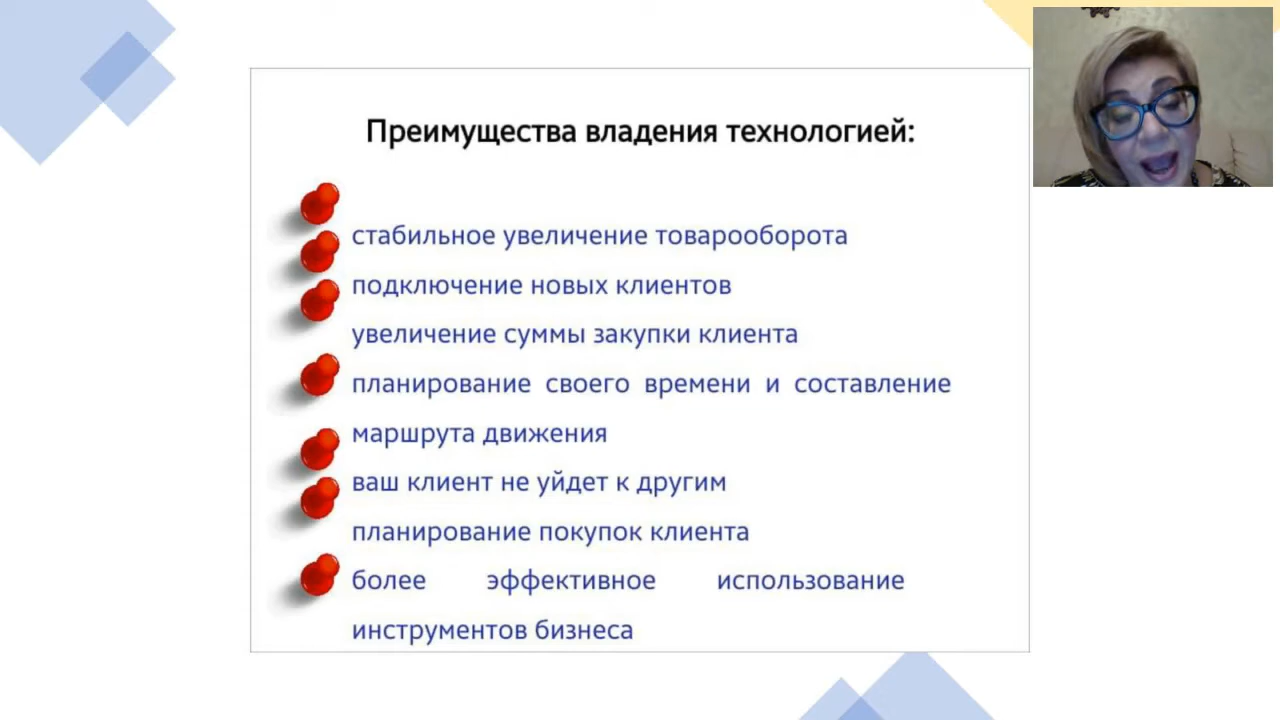 Преимущества владения технологией:
стабильное увеличение товарооборота
подключение новых клиентов
увеличение суммы закупки клиента
планирование своего времени и составление
маршрута движения
ваш клиент не уйдет к другим
планирование покупок клиента
более эффективное использование
инструментов бизнеса